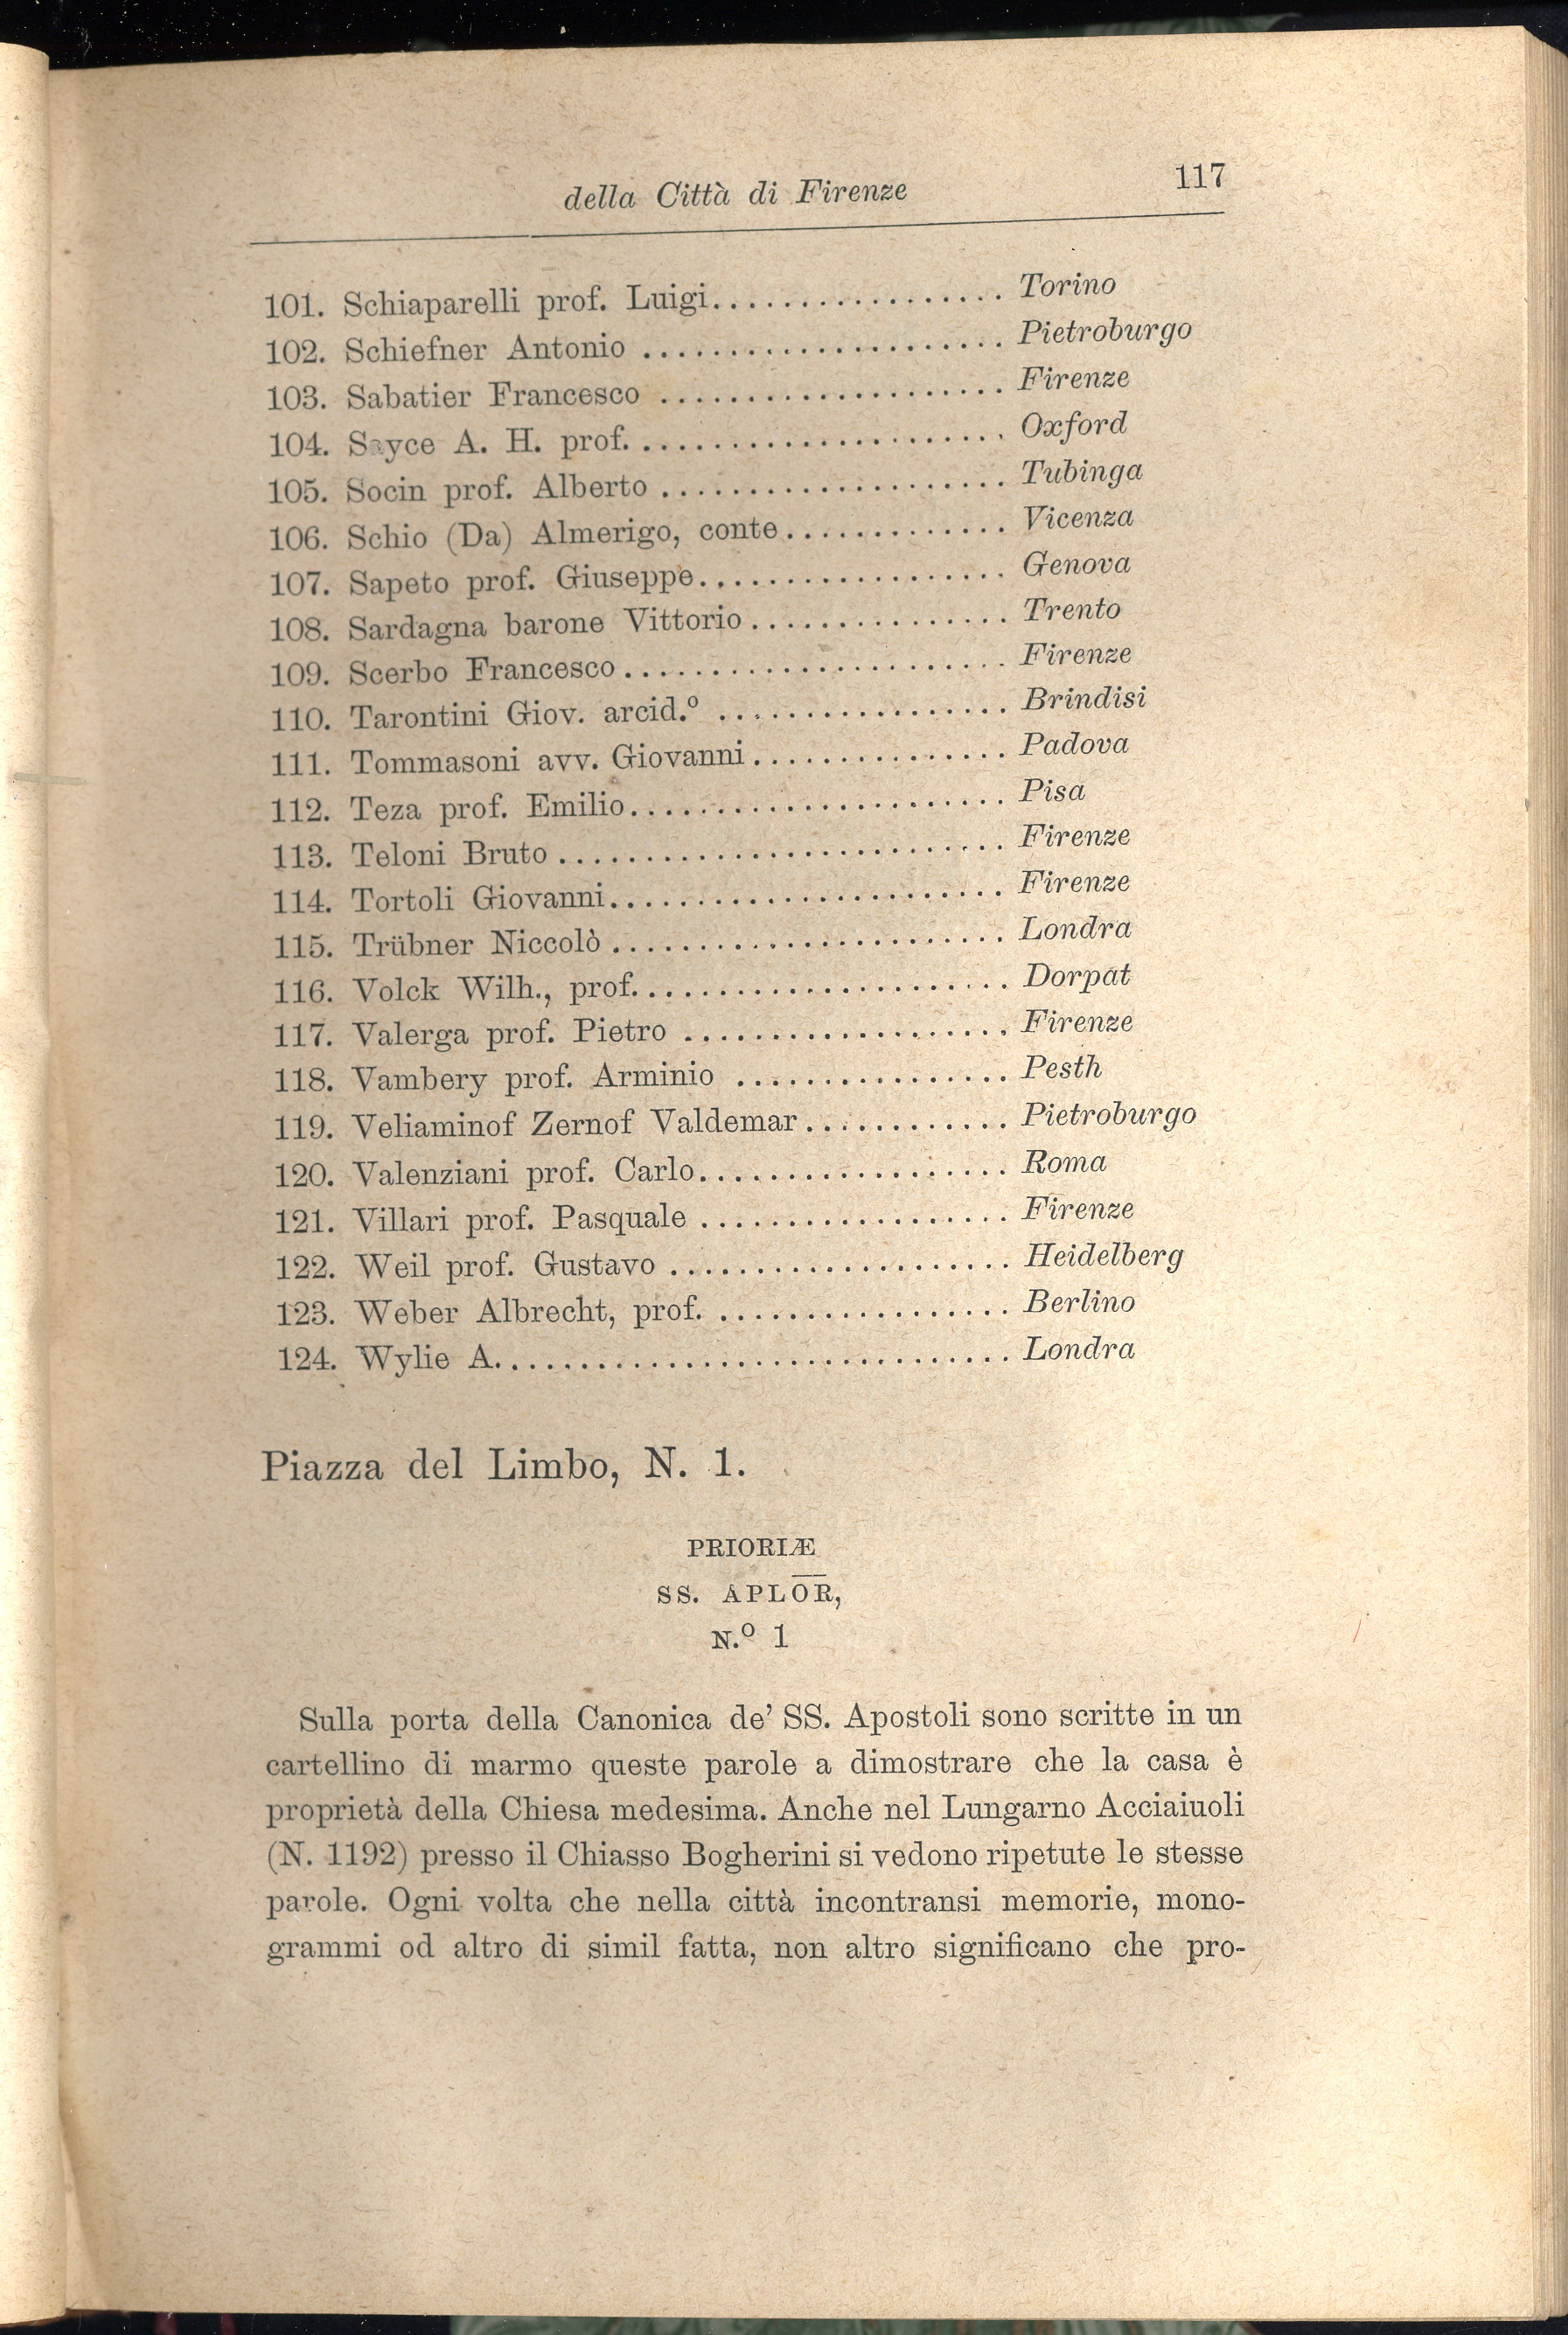 della Città di Firenze 117
101. Schiaparelli prof. Luigi.................. Torino
102. Schiefner Antonio ..................... Pietroburgo
103. Sabatier Francesco .................... Firenze
104. Sayce A. H. prof. ...................... Oxford
105. Socin prof. Alberto .................... Tubinga
106. Schio (Da) Almerigo, conte............. Vicenza
107. Sapeto prof. Giuseppe.................. Genova
108. Sardagna barone Vittorio............... Trento
109. Scerbo Francesco....................... Firenze
110. Tarontini Giov. arcid.º ................. Brindisi
111. Tommasoni avv. Giovanni............... Padova
112. Teza prof. Emilio...................... Pisa
113. Teloni Bruto .......................... Firenze
114. Tortoli Giovanni....................... Firenze
115. Trübner Niccolò ....................... Londra
116. Volck Wilh., prof...................... Dorpat
117. Valerga prof. Pietro ................... Firenze
118. Vambery prof. Arminio ................ Pesth
119. Veliaminof Zernof Valdemar............ Pietroburgo
120. Valenziani prof. Carlo.................. Roma
121. Villari prof. Pasquale .................. Firenze
122. Weil prof. Gustavo .................... Heidelberg
123. Weber Albrecht, prof. ................. Berlino
124. Wylie A.............................. Londra
Piazza del Limbo, N. 1.
PRIORIÆ
SS. APLO̅R̅,
N.º 1
Sulla porta della Canonica de' SS. Apostoli sono scritte in un
cartellino di marmo queste parole a dimostrare che la casa è
proprietà della Chiesa medesima. Anche nel Lungarno Acciaiuoli
(N. 1192) presso il Chiasso Bogherini si vedono ripetute le stesse
parole. Ogni volta che nella città incontransi memorie, mono-
grammi od altro di simil fatta, non altro significano che pro-